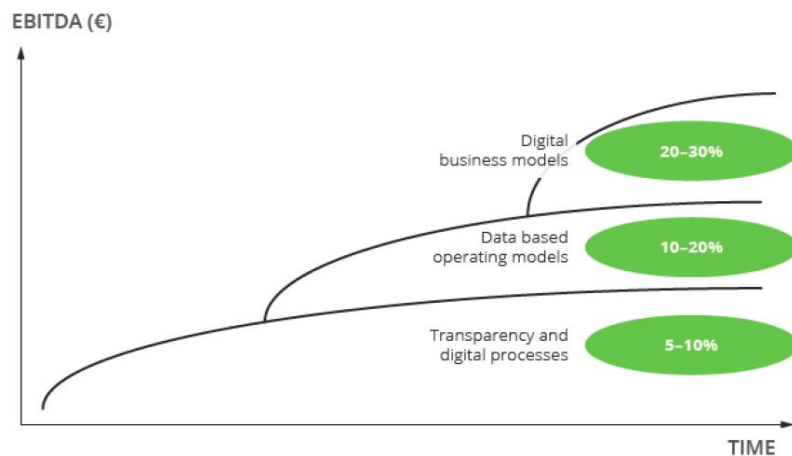 EBITDA (€)
Digital
business models
20–30%
Data based
operating models
10–20%
Transparency and
digital processes
5–10%
TIME